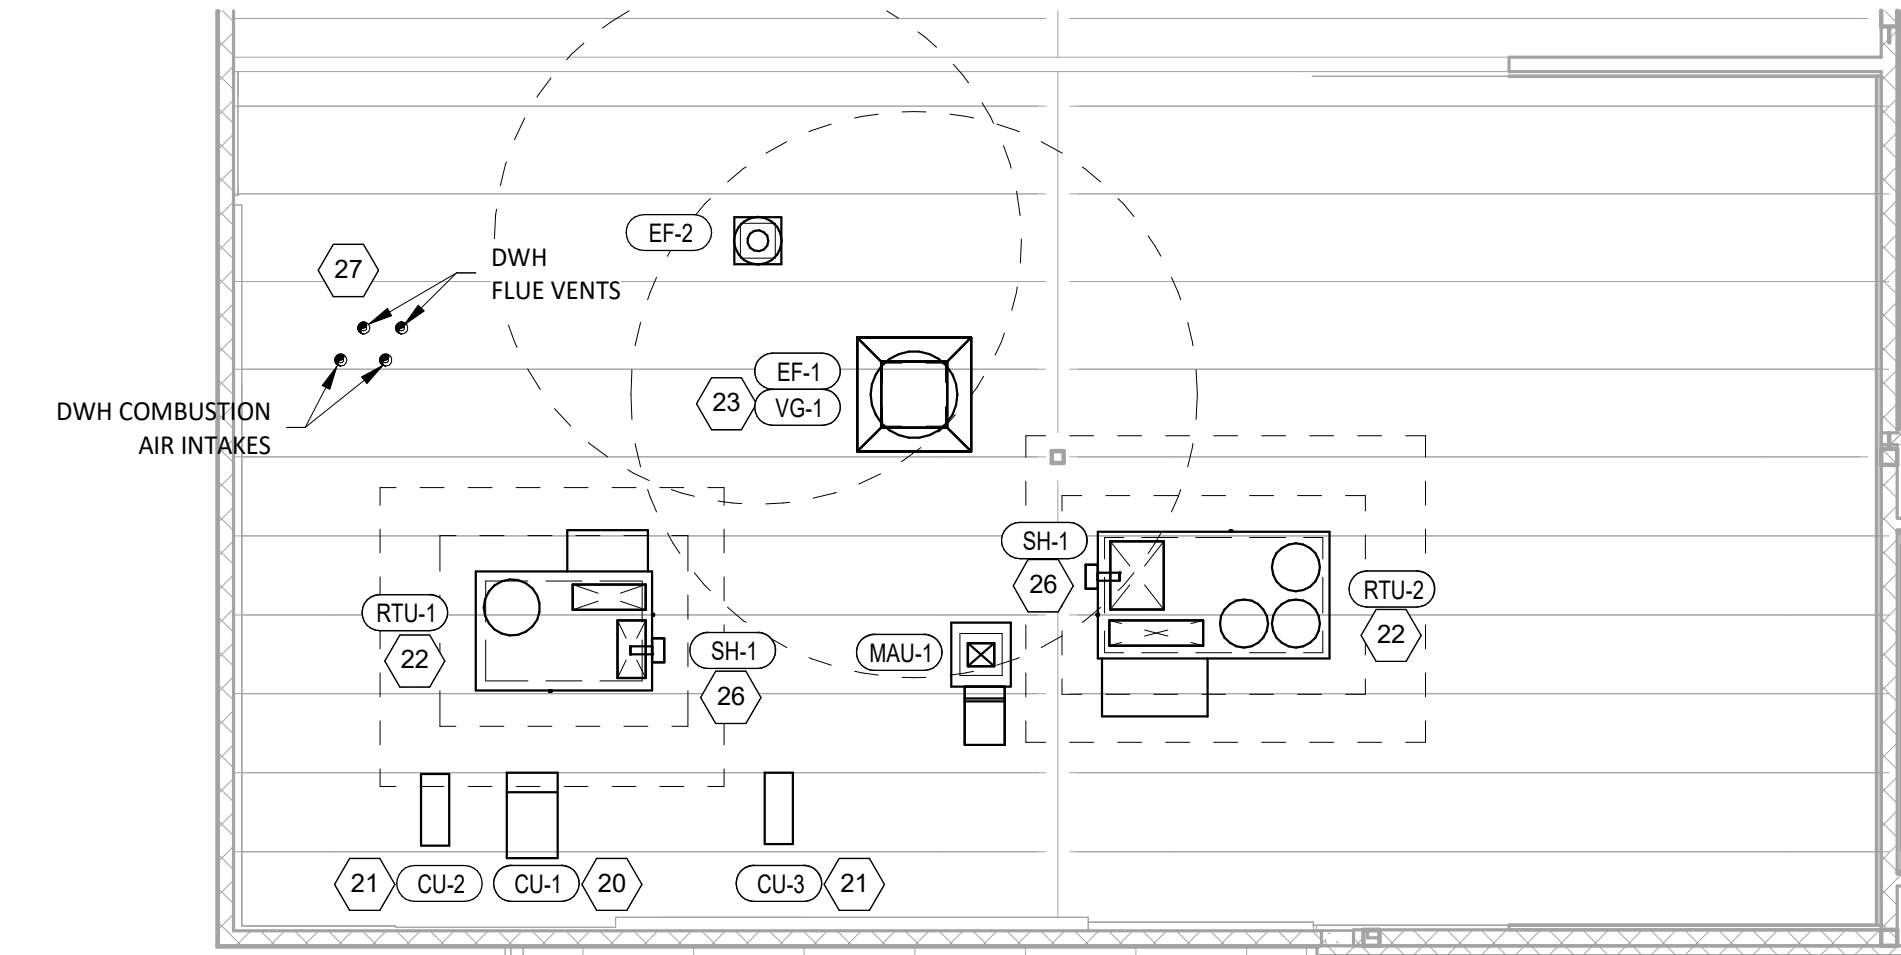 EF-2
27
DWH
FLUE VENTS
EF-1
23
VG-1
DWH COMBUSTION
AIR INTAKES
SH-1
26
RTU-2
22
RTU-1
22
SH-1
26
MAU-1
21
CU-2
CU-1
20
CU-3
21